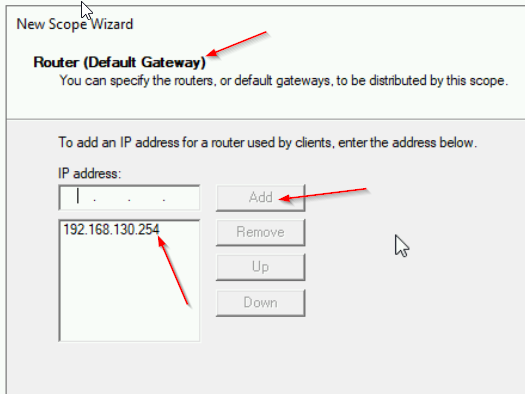 New Scope Wizard
Router (Default Gateway)
You can specify the routers, or default gateways, to be distributed by this scope.
To add an IP address for a router used by clients, enter the address below.
IP address:
. . .
Add
192.168.130.254
Remove
Up
Down